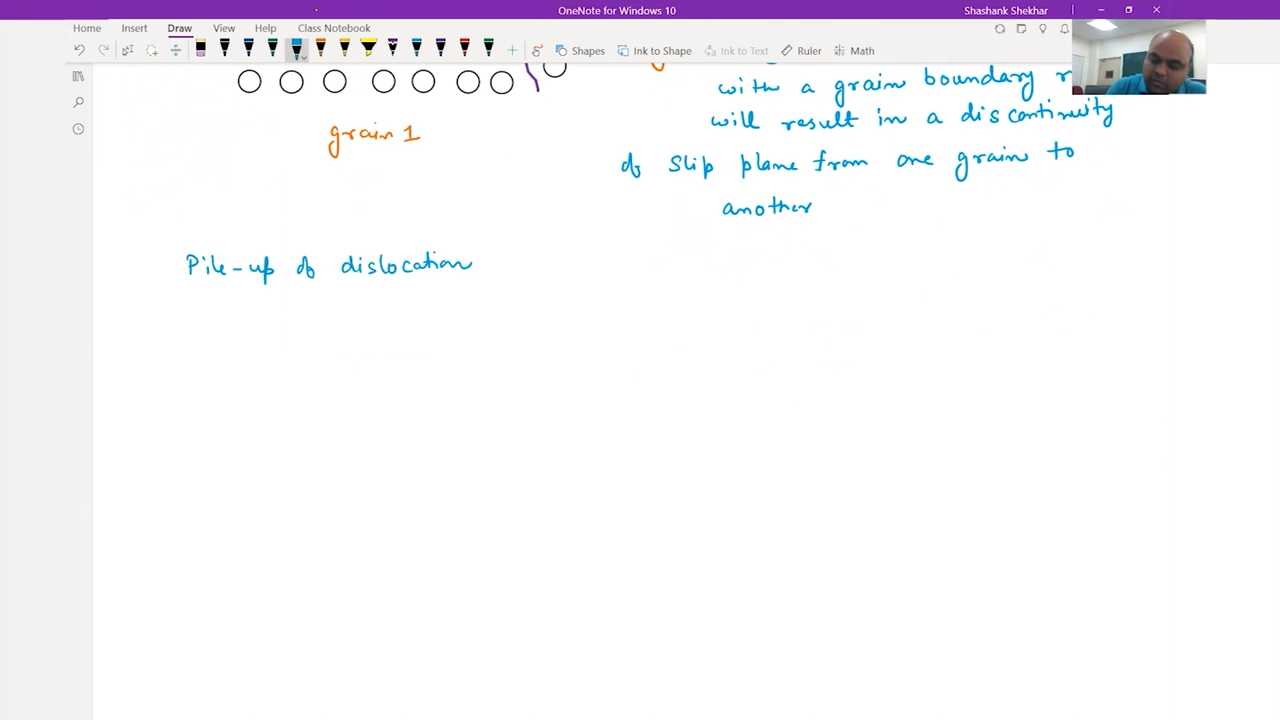 OneNote for Windows 10
Shashank Shekhar
Home Insert Draw View Help Class Notebook
Shapes Ink to Shape Ink to Text Ruler Math
with a grain boundary
will result in a discontinuity
grain 1
of slip plane from one grain to
another
Pile-up of dislocation